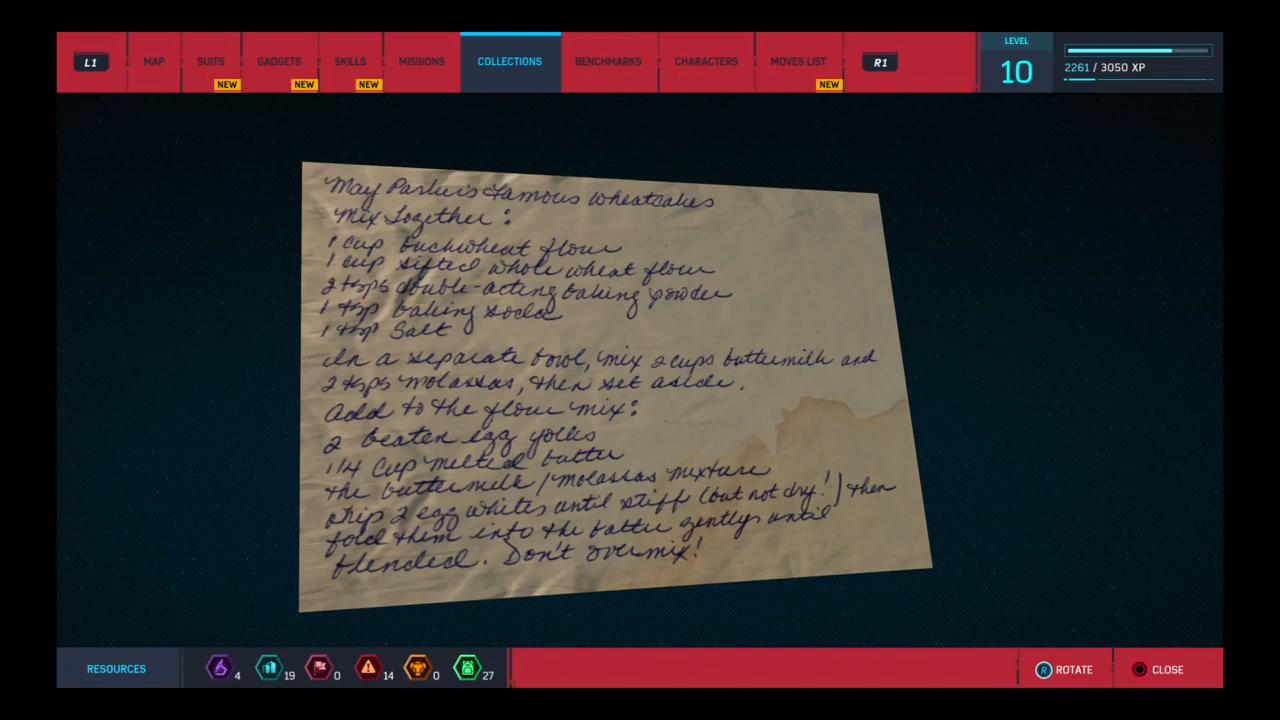 L1 MAP SUITS GADGETS SKILLS MISSIONS COLLECTIONS BENCHMARKS CHARACTERS MOVES LIST R1
NEW NEW NEW NEW
LEVEL
10
2261 / 3050 XP
May Parker's Famous Wheatcakes
Mix Together:
1 cup buckwheat flour
1 cup sifted whole wheat flour
2 tsps double-acting baking powder
1 tsp baking soda
1 tsp Salt
In a separate bowl, mix 2 cups buttermilk and
2 tsps molassas, then set aside.
Add to the flour mix:
2 beaten egg yolks
1/4 Cup melted butter
the buttermilk/molassas mixture
whip 2 egg whites until stiff (but not dry!) then
fold them into the batter gently until
blended. Don't overmix!
RESOURCES 4 19 0 14 0 27
R ROTATE CLOSE